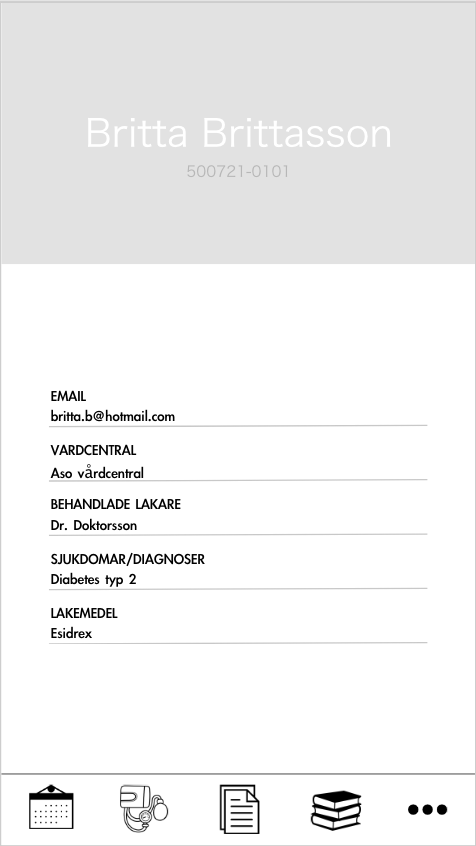 Britta Brittasson
500721-0101
EMAIL
britta.b@hotmail.com
VARDCENTRAL
Aso vårdcentral
BEHANDLADE LAKARE
Dr. Doktorsson
SJUKDOMAR/DIAGNOSER
Diabetes typ 2
LAKEMEDEL
Esidrex